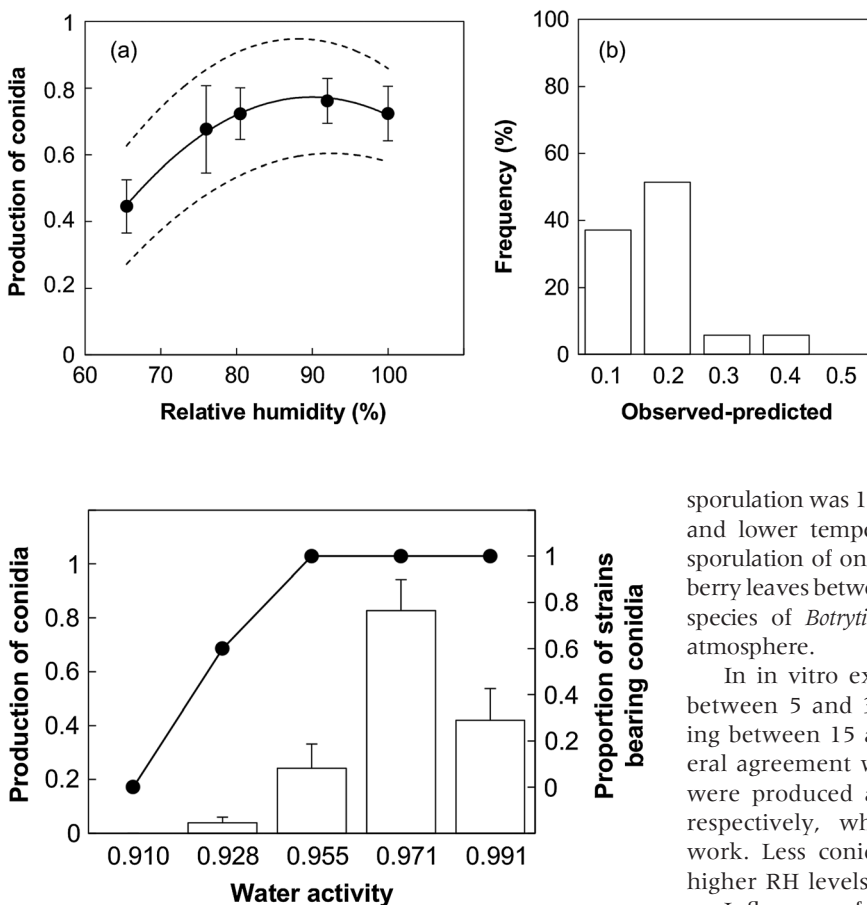 (a)
Production of conidia
1
0.8
0.6
0.4
0.2
0
60 70 80 90 100
Relative humidity (%)
(b)
Frequency (%)
100
80
60
40
20
0
0.1 0.2 0.3 0.4 0.5
Observed-predicted
Production of conidia
1
0.8
0.6
0.4
0.2
0
Proportion of strains
bearing conidia
1
0.8
0.6
0.4
0.2
0
0.910 0.928 0.955 0.971 0.991
Water activity
sporulation was 1
and lower tempe
sporulation of on
berry leaves betwe
species of Botryti
atmosphere.
In in vitro ex
between 5 and 3
ing between 15 a
eral agreement w
were produced a
respectively, wh
work. Less conic
higher RH levels